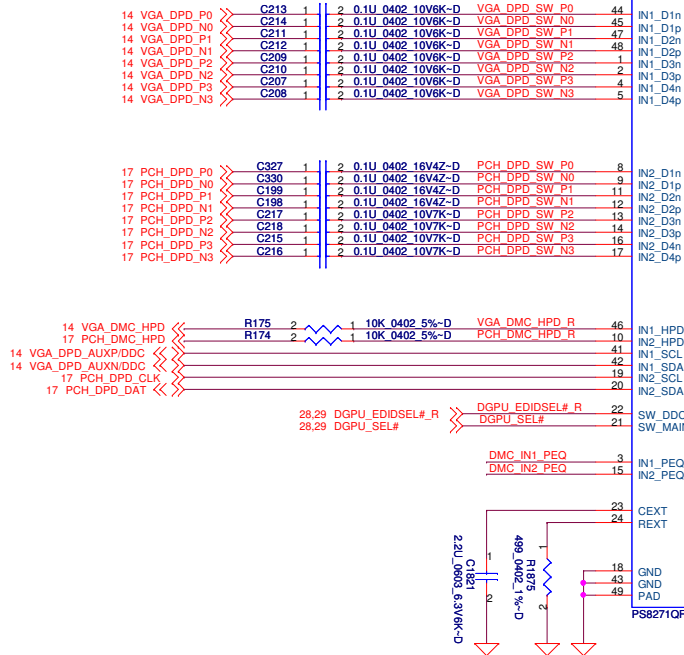 14 VGA_DPD_P0 C213 1 2 0.1U_0402_10V6K~D VGA_DPD_SW_P0 44 IN1_D1n
14 VGA_DPD_N0 C214 1 2 0.1U_0402_10V6K~D VGA_DPD_SW_N0 45 IN1_D1p
14 VGA_DPD_P1 C211 1 2 0.1U_0402_10V6K~D VGA_DPD_SW_P1 47 IN1_D2n
14 VGA_DPD_N1 C212 1 2 0.1U_0402_10V6K~D VGA_DPD_SW_N1 48 IN1_D2p
14 VGA_DPD_P2 C209 1 2 0.1U_0402_10V6K~D VGA_DPD_SW_P2 1 IN1_D3n
14 VGA_DPD_N2 C210 1 2 0.1U_0402_10V6K~D VGA_DPD_SW_N2 2 IN1_D3p
14 VGA_DPD_P3 C207 1 2 0.1U_0402_10V6K~D VGA_DPD_SW_P3 4 IN1_D4n
14 VGA_DPD_N3 C208 1 2 0.1U_0402_10V6K~D VGA_DPD_SW_N3 5 IN1_D4p
17 PCH_DPD_P0 C327 1 2 0.1U_0402_16V4Z~D PCH_DPD_SW_P0 8 IN2_D1n
17 PCH_DPD_N0 C330 1 2 0.1U_0402_16V4Z~D PCH_DPD_SW_N0 9 IN2_D1p
17 PCH_DPD_P1 C199 1 2 0.1U_0402_16V4Z~D PCH_DPD_SW_P1 11 IN2_D2n
17 PCH_DPD_N1 C198 1 2 0.1U_0402_16V4Z~D PCH_DPD_SW_N1 12 IN2_D2p
17 PCH_DPD_P2 C217 1 2 0.1U_0402_10V7K~D PCH_DPD_SW_P2 13 IN2_D3n
17 PCH_DPD_N2 C218 1 2 0.1U_0402_10V7K~D PCH_DPD_SW_N2 14 IN2_D3p
17 PCH_DPD_P3 C215 1 2 0.1U_0402_10V7K~D PCH_DPD_SW_P3 16 IN2_D4n
17 PCH_DPD_N3 C216 1 2 0.1U_0402_10V7K~D PCH_DPD_SW_N3 17 IN2_D4p
14 VGA_DMC_HPD R175 2 1 10K_0402_5%~D VGA_DMC_HPD_R 46 IN1_HPD
17 PCH_DMC_HPD R174 2 1 10K_0402_5%~D PCH_DMC_HPD_R 10 IN2_HPD
14 VGA_DPD_AUXP/DDC 41 IN1_SCL
14 VGA_DPD_AUXN/DDC 42 IN1_SDA
17 PCH_DPD_CLK 19 IN2_SCL
17 PCH_DPD_DAT 20 IN2_SDA
28,29 DGPU_EDIDSEL#_R DGPU_EDIDSEL#_R 22 SW_DDC
28,29 DGPU_SEL# DGPU_SEL# 21 SW_MAIN
DMC_IN1_PEQ 3 IN1_PEQ
DMC_IN2_PEQ 15 IN2_PEQ
23 CEXT
24 REXT
1 C1821 2
2.2U_0603_6.3V6K~D
1 R1875 2
499_0402_1%~D
18 GND
43 GND
49 PAD
PS8271QF